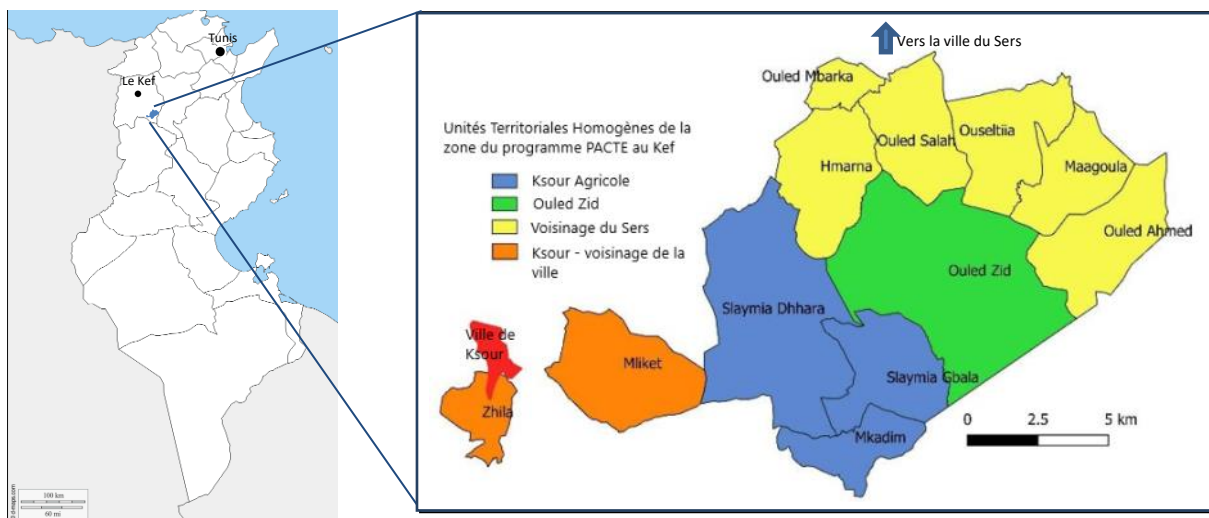 Tunis
Le Kef
100 km
60 mi
d-maps.com
Vers la ville du Sers
Unités Territoriales Homogènes de la
zone du programme PACTE au Kef
Ksour Agricole
Ouled Zid
Voisinage du Sers
Ksour - voisinage de la
ville
Ouled Mbarka
Ouled Salah
Ouseltiia
Hmarna
Maagoula
Ouled Ahmed
Ouled Zid
Slaymia Dhhara
Ville de
Ksour
Mliket
Slaymia Gbala
Zhila
Mkadim
0 2.5 5 km